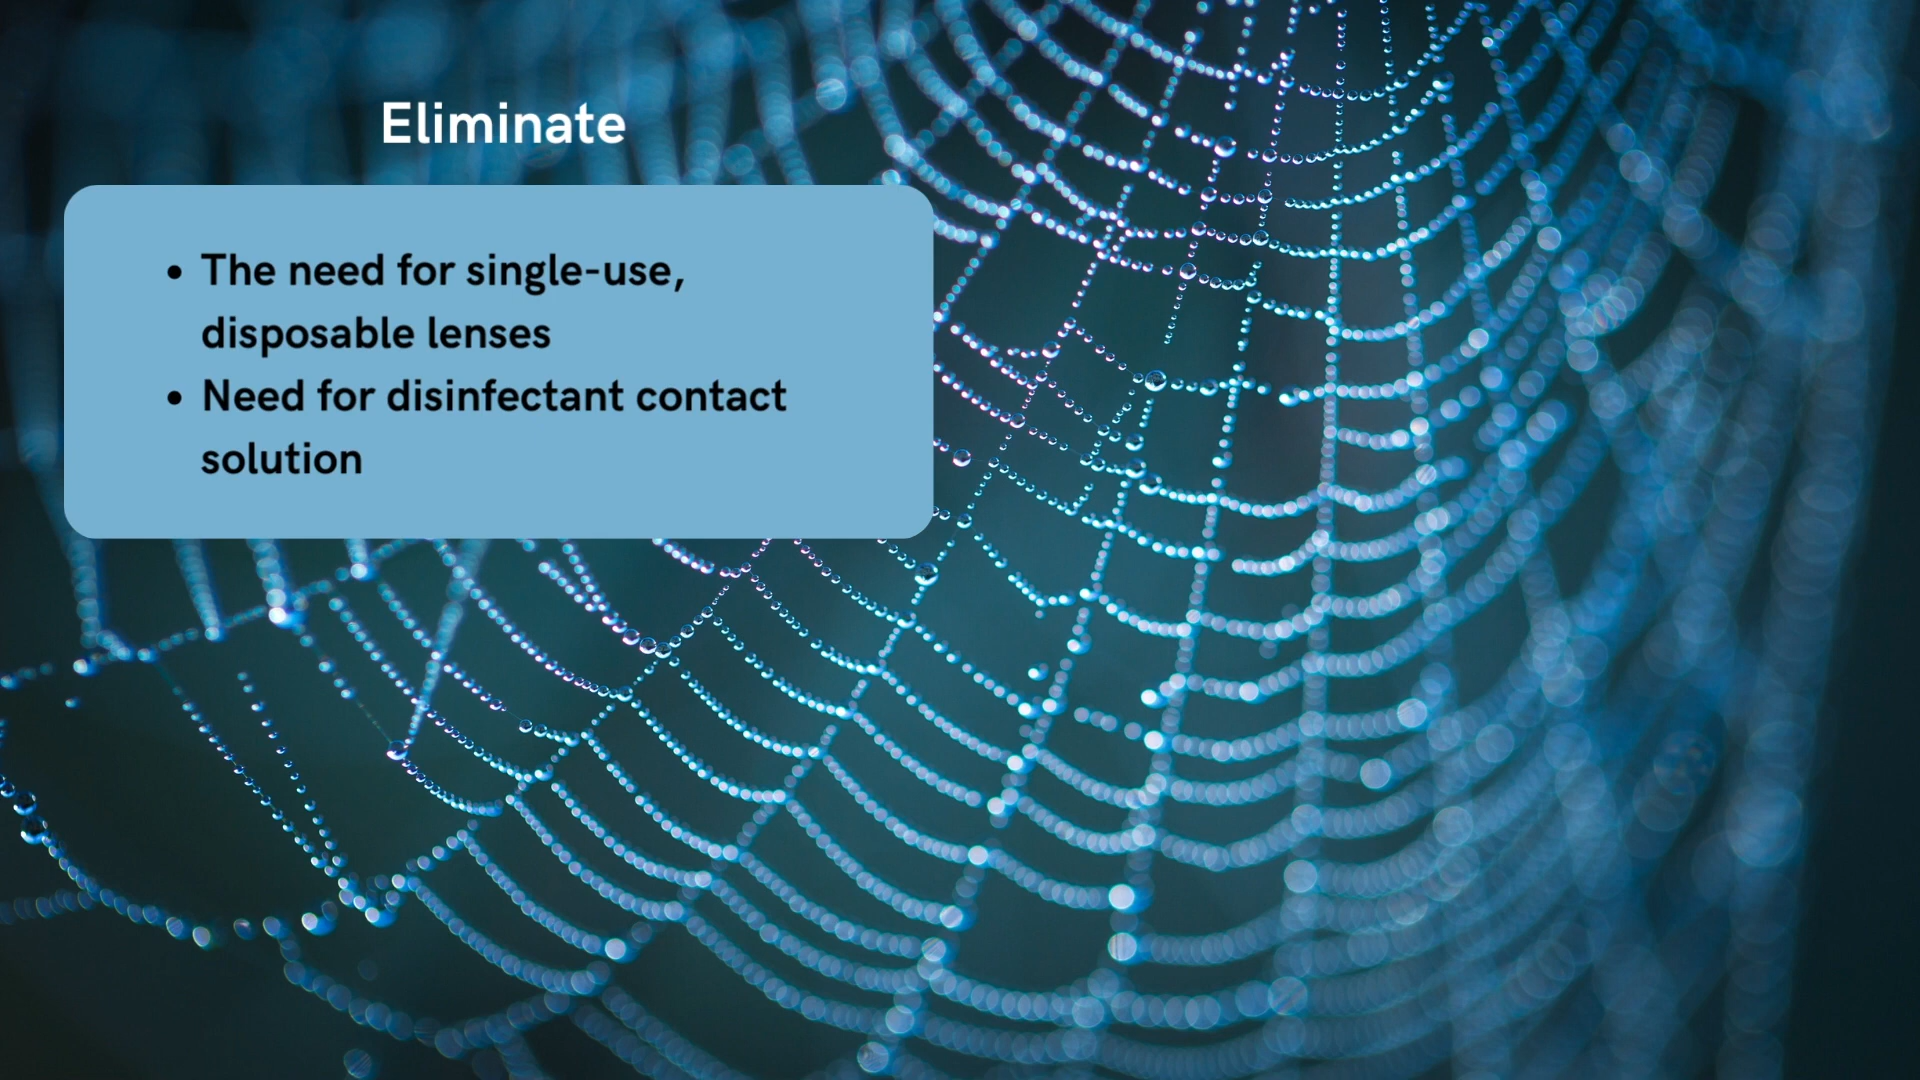 Eliminate
• The need for single-use,
disposable lenses
• Need for disinfectant contact
solution